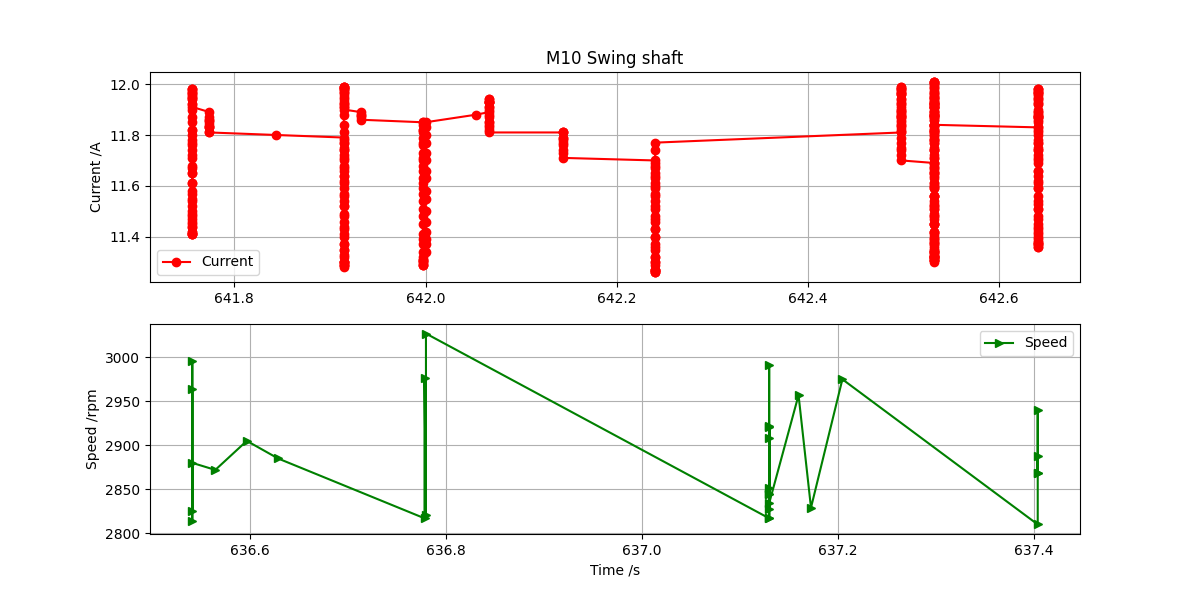 M10 Swing shaft
Current /A
12.0
11.8
11.6
11.4
Current
641.8 642.0 642.2 642.4 642.6
Speed /rpm
3000
2950
2900
2850
2800
Speed
636.6 636.8 637.0 637.2 637.4
Time /s